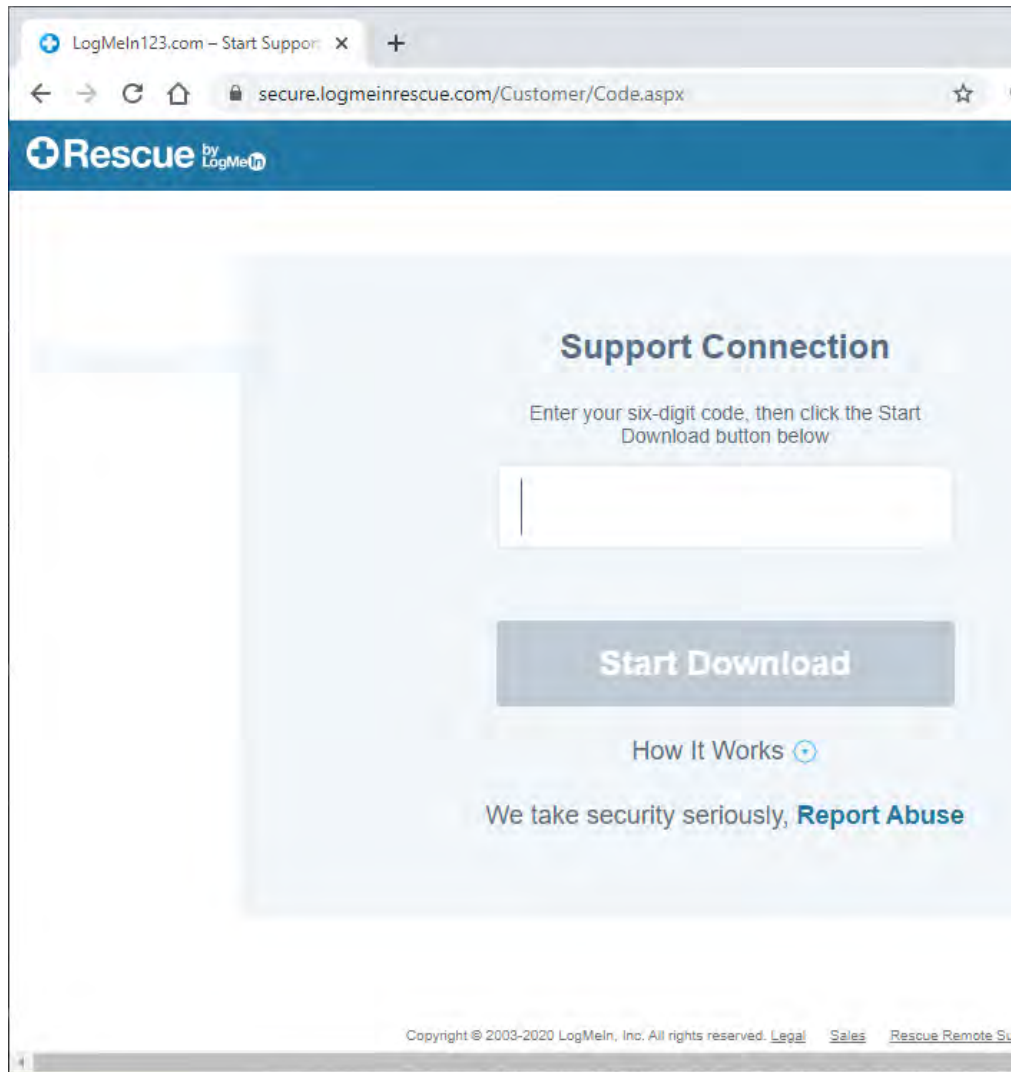 LogMeIn123.com – Start Suppor
secure.logmeinrescue.com/Customer/Code.aspx
Rescue by LogMeIn
Support Connection
Enter your six-digit code, then click the Start
Download button below
Start Download
How It Works
We take security seriously, Report Abuse
Copyright © 2003-2020 LogMeIn, Inc. All rights reserved. Legal Sales Rescue Remote Su